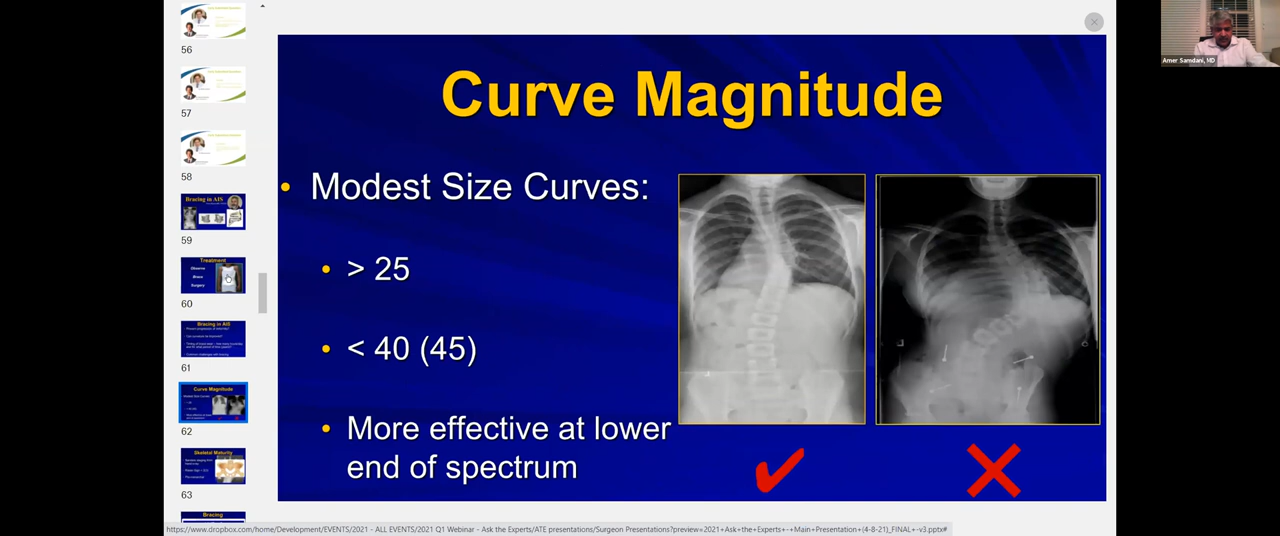 56
57
58
Bracing in AIS
59
Treatment
Observe
Brace
Surgery
60
Bracing in AIS
61
Curve Magnitude
Modest Size Curves:
62
Skeletal Maturity
63
Bracing
Curve Magnitude
Modest Size Curves:
> 25
< 40 (45)
More effective at lower
end of spectrum
https://www.dropbox.com/home/Development/EVENTS/2021 - ALL EVENTS/2021 Q1 Webinar - Ask the Experts/ATE presentations/Surgeon Presentations?preview=2021+Ask+the+Experts+-+Main+Presentation+(4-8-21)_FINAL+-v3.pptx#
Amer Samdani, MD